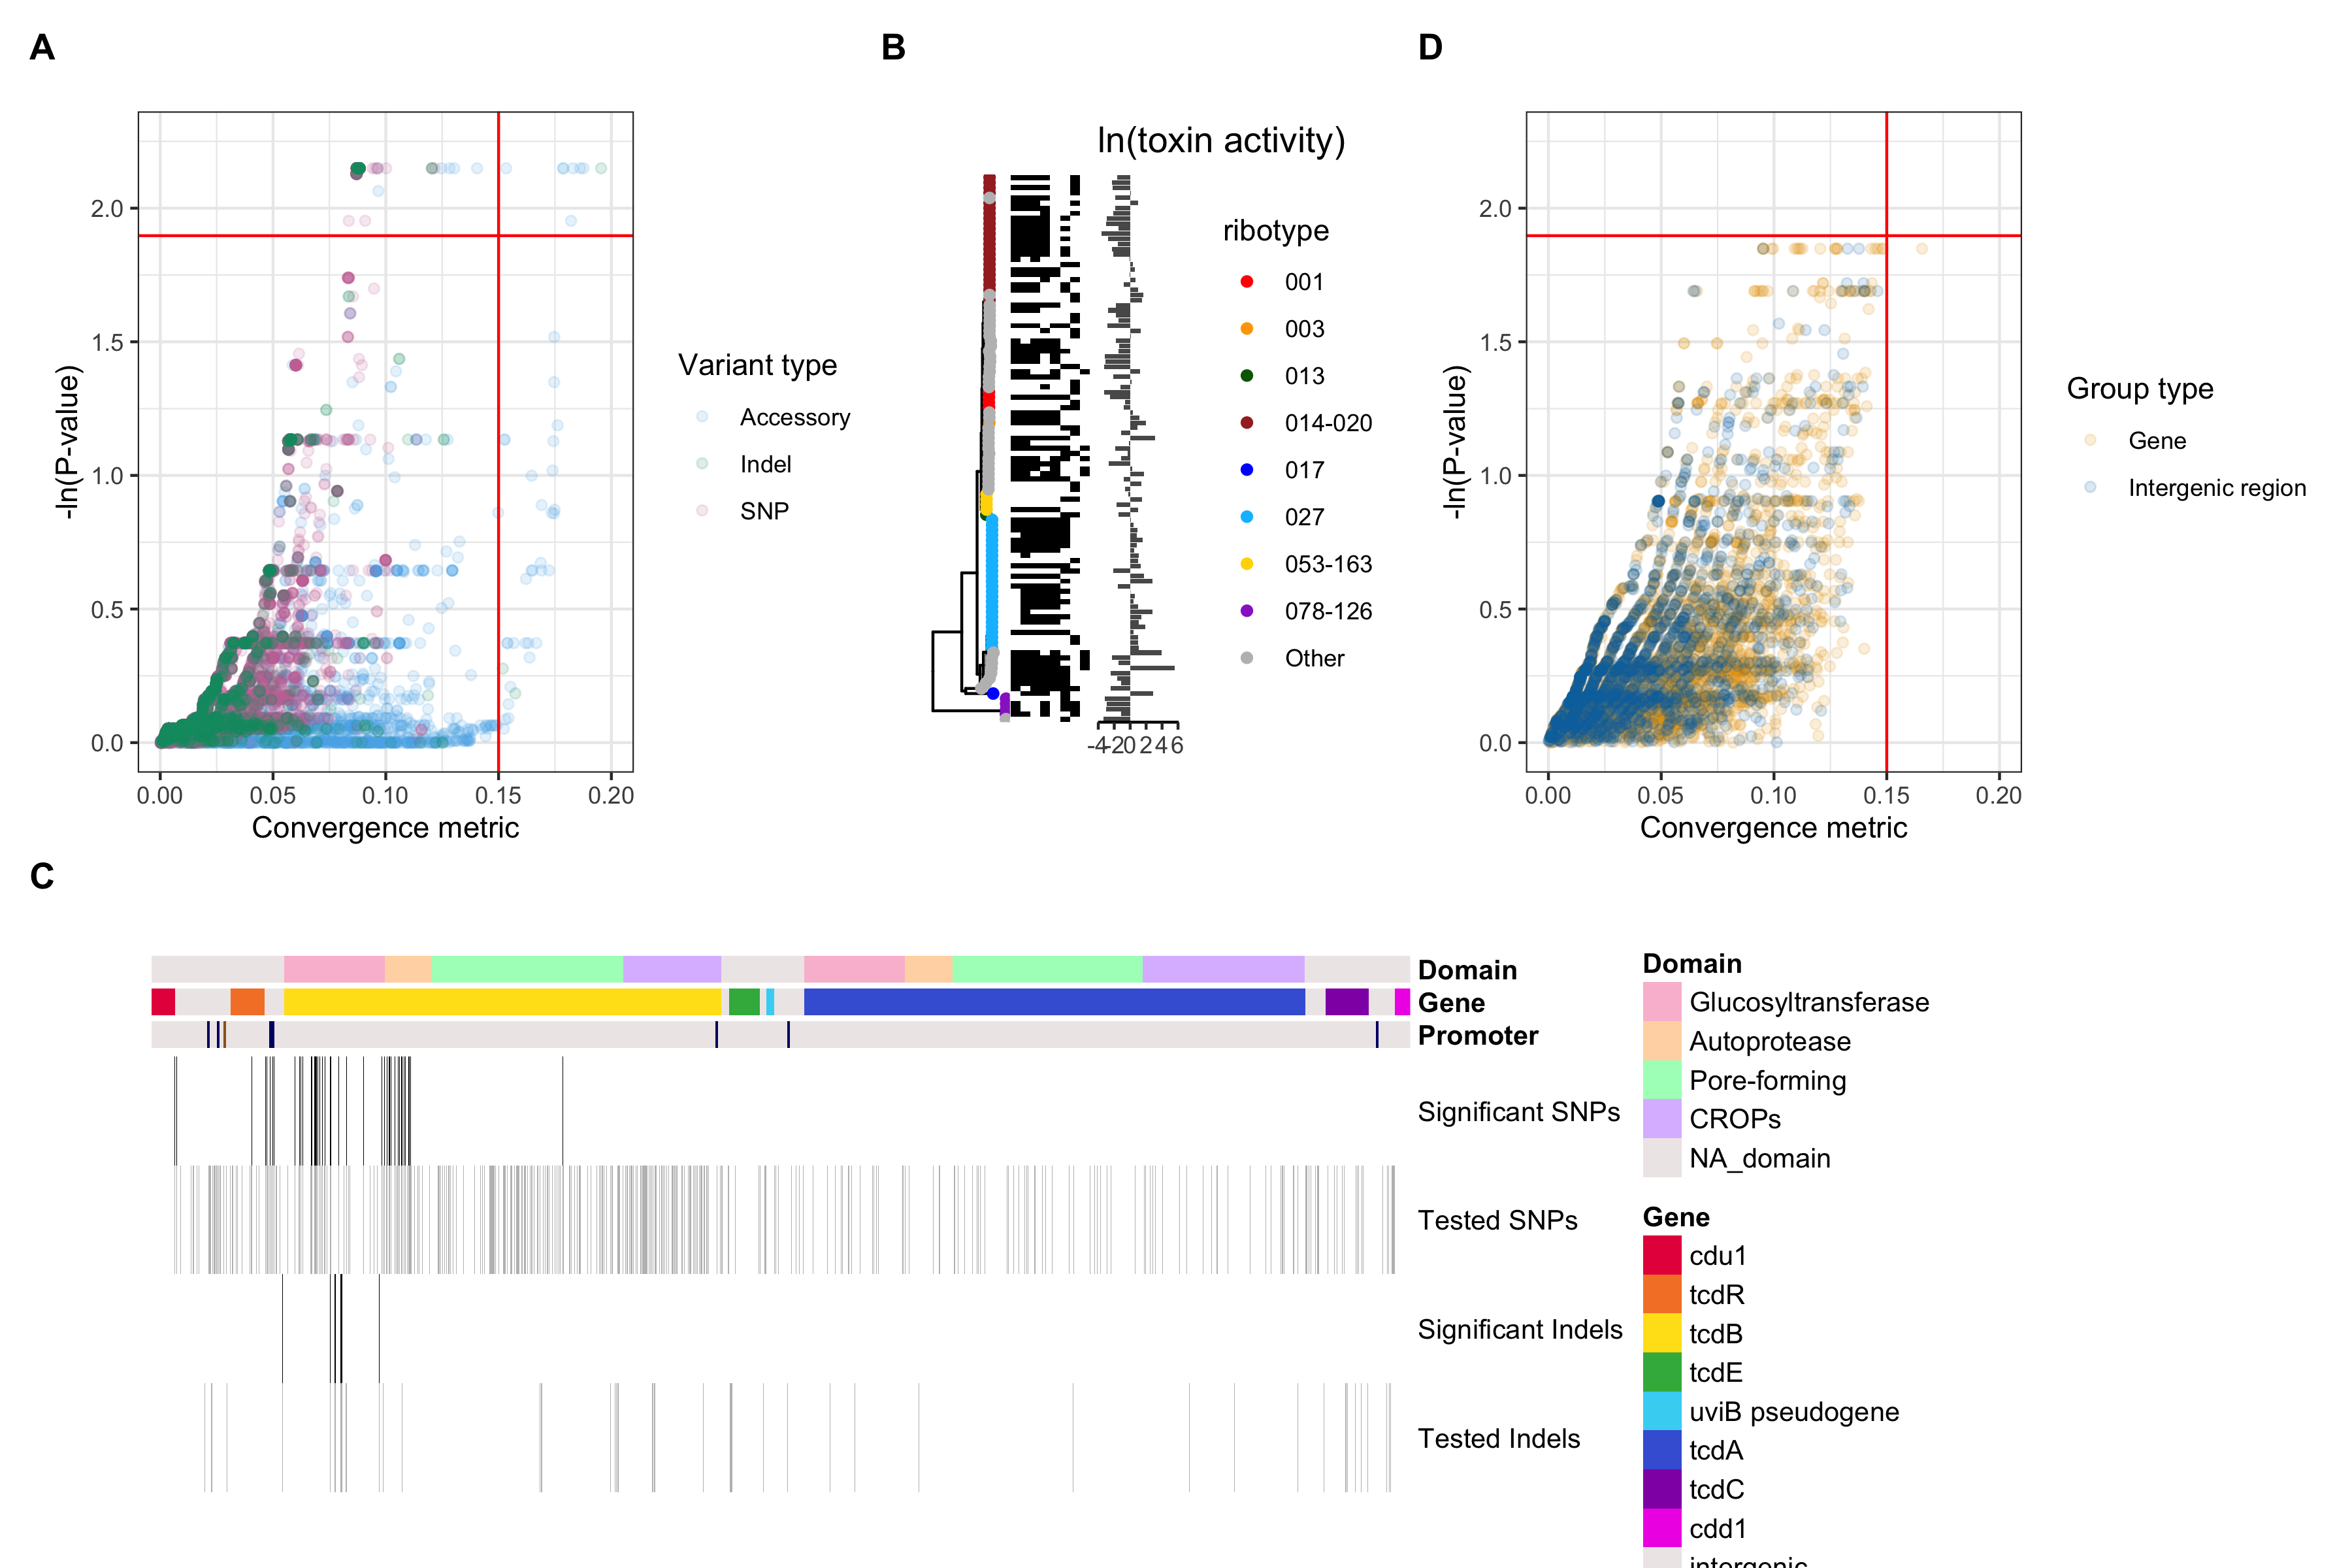 A
B
D
2.0
1.5
1.0
0.5
0.0
-ln(P-value)
0.00 0.05 0.10 0.15 0.20
Convergence metric
Variant type
Accessory
Indel
SNP
ln(toxin activity)
-4-20 2 4 6
ribotype
001
003
013
014-020
017
027
053-163
078-126
Other
2.0
1.5
1.0
0.5
0.0
-ln(P-value)
0.00 0.05 0.10 0.15 0.20
Convergence metric
Group type
Gene
Intergenic region
C
Domain
Gene
Promoter
Significant SNPs
Tested SNPs
Significant Indels
Tested Indels
Domain
Glucosyltransferase
Autoprotease
Pore-forming
CROPs
NA_domain
Gene
cdu1
tcdR
tcdB
tcdE
uviB pseudogene
tcdA
tcdC
cdd1
intergenic